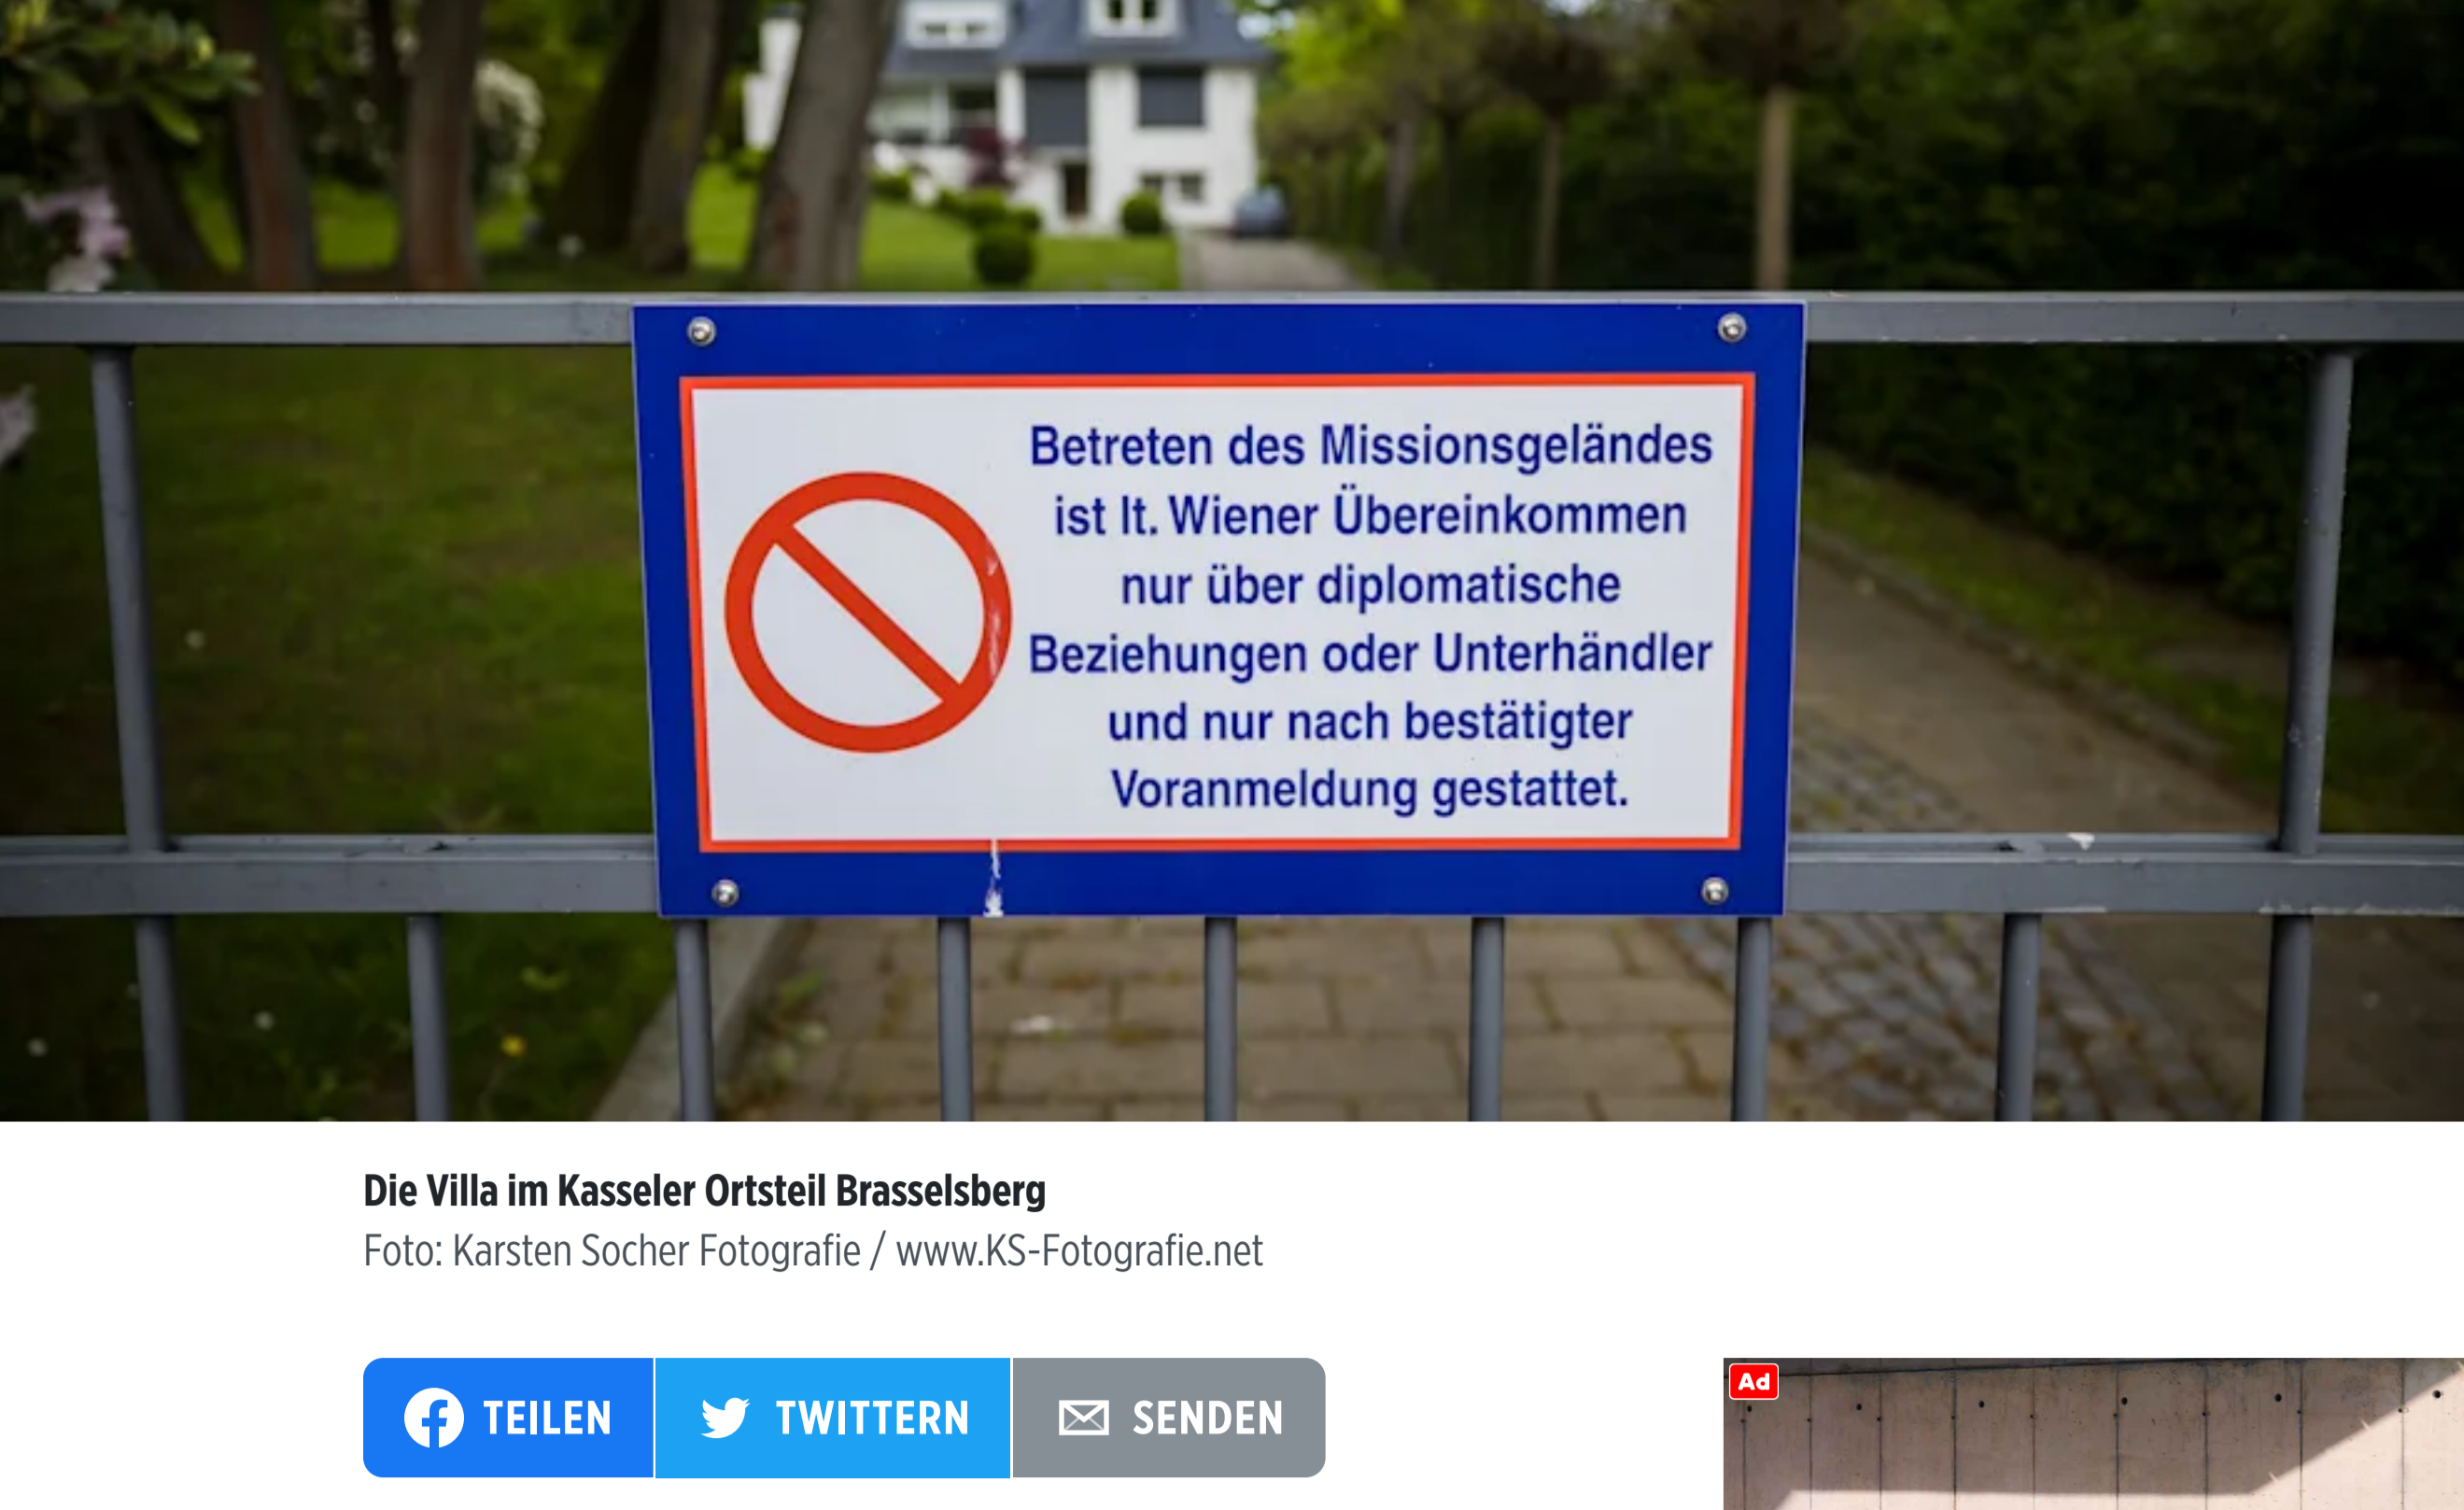 Betreten des Missionsgeländes
ist lt. Wiener Übereinkommen
nur über diplomatische
Beziehungen oder Unterhändler
und nur nach bestätigter
Voranmeldung gestattet.
Die Villa im Kasseler Ortsteil Brasselsberg
Foto: Karsten Socher Fotografie / www.KS-Fotografie.net
TEILEN
TWITTERN
SENDEN
Ad